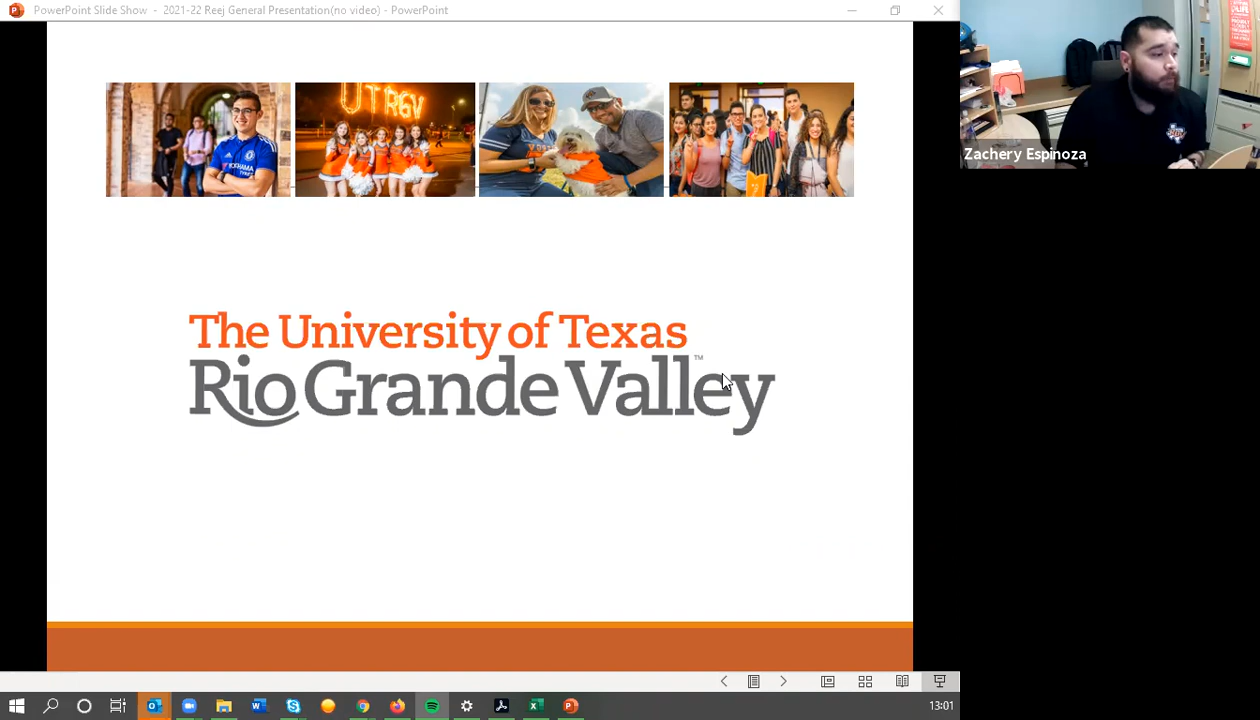 PowerPoint Slide Show - 2021-22 Reej General Presentation(no video) - PowerPoint
UTRGV
The University of Texas
Rio Grande Valley™
Zachery Espinoza
13:01